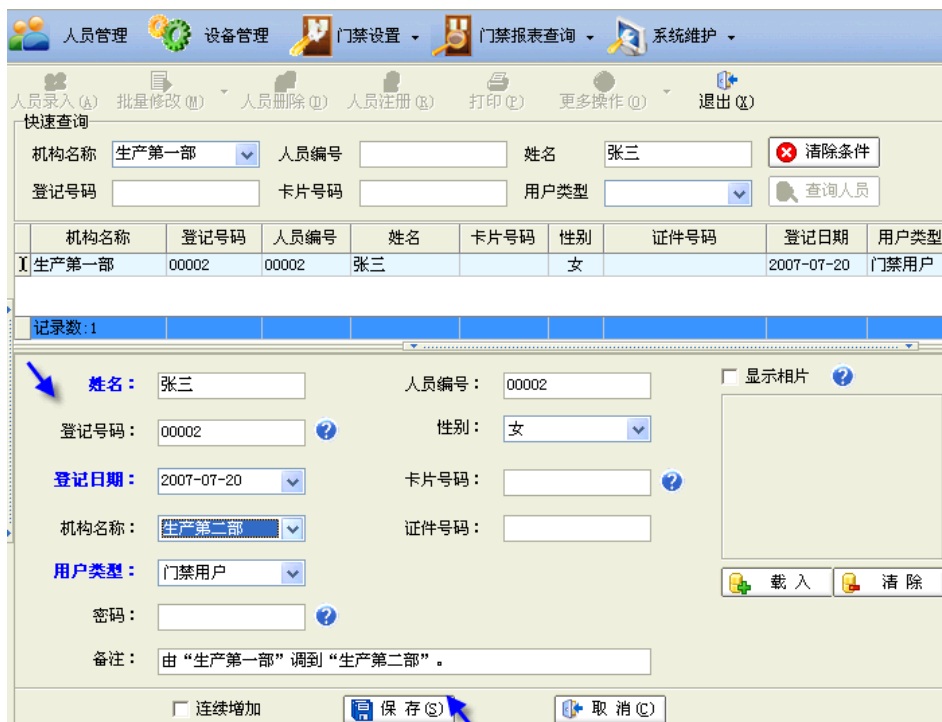 人员管理 设备管理 门禁设置 门禁报表查询 系统维护
人员录入(A) 批量修改(M) 人员删除(D) 人员注册(R) 打印(P) 更多操作(O) 退出(X)
快速查询
机构名称 生产第一部 人员编号 姓名 张三 清除条件
登记号码 卡片号码 用户类型 查询人员
机构名称 登记号码 人员编号 姓名 卡片号码 性别 证件号码 登记日期 用户类型
生产第一部 00002 00002 张三 女 2007-07-20 门禁用户
记录数:1
姓名： 张三 人员编号： 00002 显示相片
登记号码： 00002 性别： 女
登记日期： 2007-07-20 卡片号码：
机构名称： 生产第二部 证件号码：
用户类型： 门禁用户 载入 清除
密码：
备注： 由“生产第一部”调到“生产第二部”。
连续增加 保存(S) 取消(C)